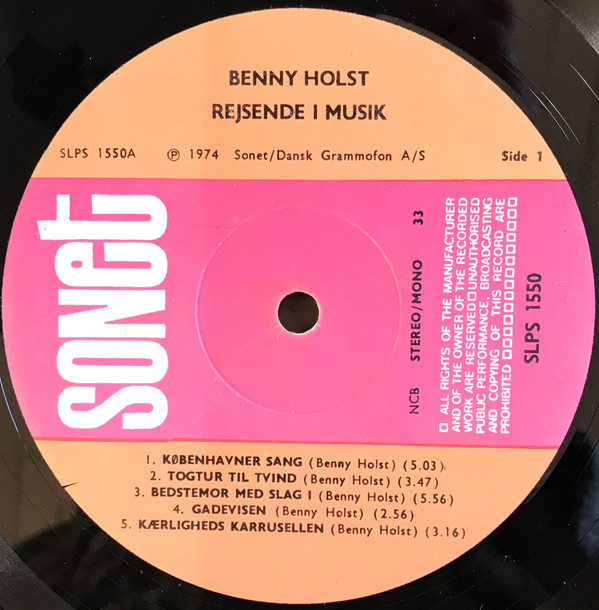 BENNY HOLST
REJSENDE I MUSIK
SLPS 1550A ℗ 1974 Sonet/Dansk Grammofon A/S Side 1
sonet
NCB STEREO/MONO 33
□ ALL RIGHTS OF THE MANUFACTURER
AND OF THE OWNER OF THE RECORDED
WORK ARE RESERVED □ UNAUTHORISED
PUBLIC PERFORMANCE, BROADCASTING
AND COPYING OF THIS RECORD ARE
PROHIBITED □□□□□□□□□□□□□
SLPS 1550
1. KØBENHAVNER SANG (Benny Holst) (5.03)
2. TOGTUR TIL TVIND (Benny Holst) (3.47)
3. BEDSTEMOR MED SLAG I (Benny Holst) (5.56)
4. GADEVISEN (Benny Holst) (2.56)
5. KÆRLIGHEDS KARRUSELLEN (Benny Holst) (3.16)